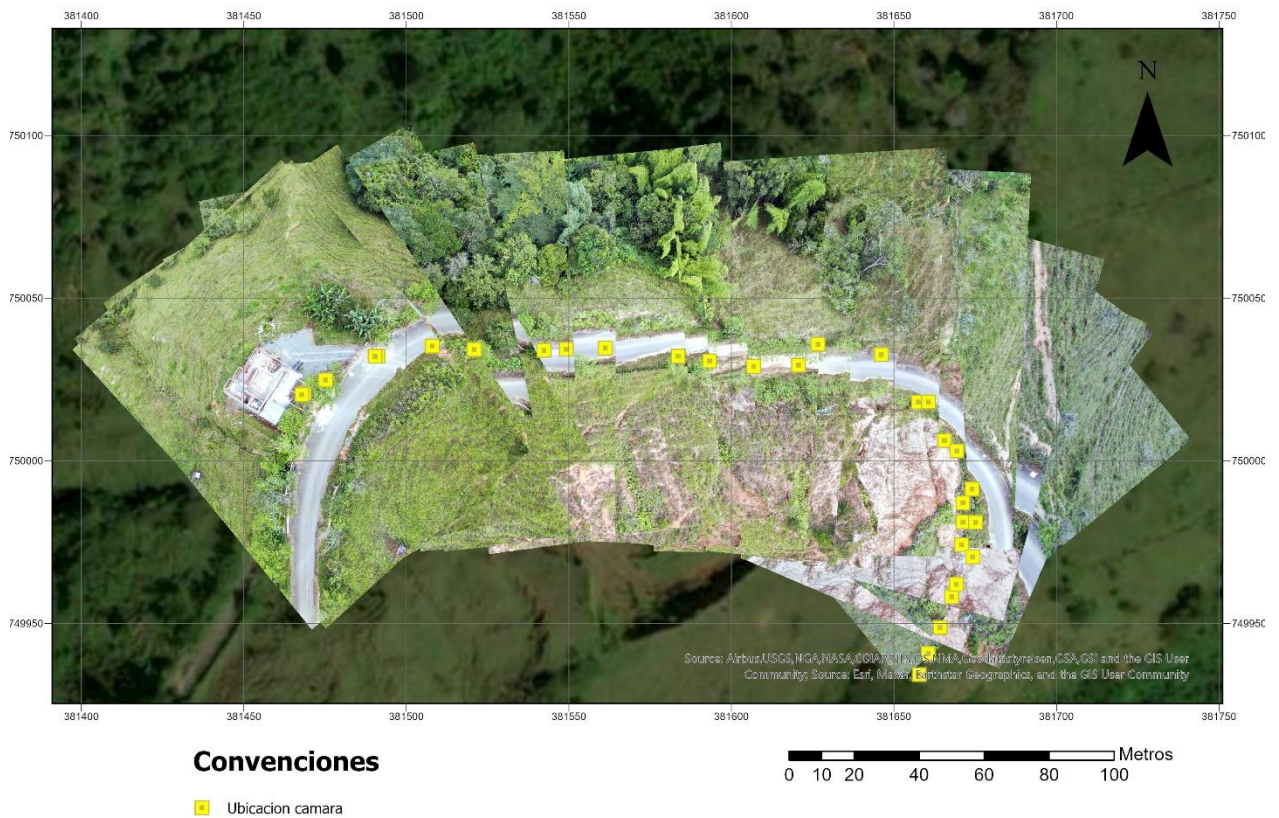 381400 381450 381500 381550 381600 381650 381700 381750
N
750100 750100
750050 750050
750000 750000
749950 749950
Source: Airbus,USGS,NGA,NASA,CGIAR,NLS,OS,NMA,Geodatastyrelsen,GSA,GSI and the GIS User
Community; Source: Esri, Maxar, Earthstar Geographics, and the GIS User Community
381400 381450 381500 381550 381600 381650 381700 381750
Convenciones
Metros
0 10 20 40 60 80 100
Ubicacion camara